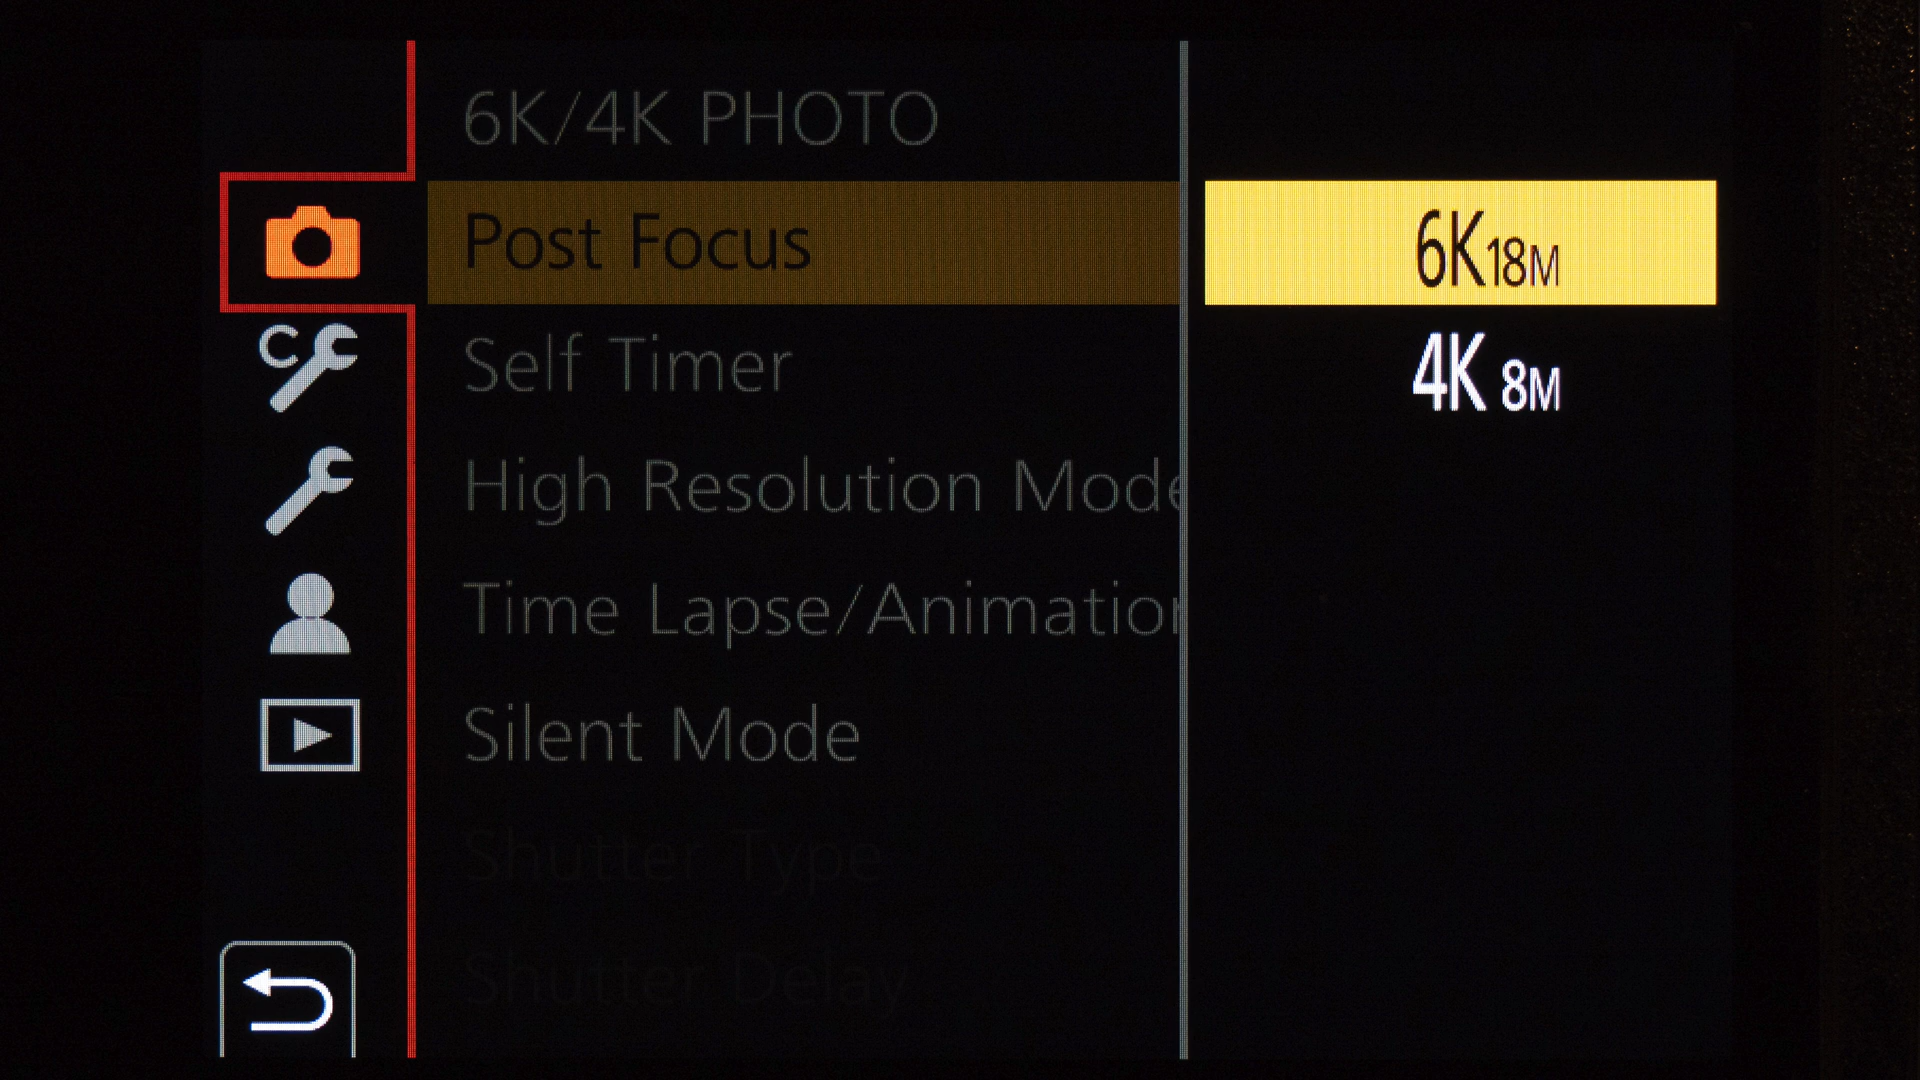 6K/4K PHOTO
Post Focus
6K18M
Self Timer
4K 8M
High Resolution Mode
Time Lapse/Animation
Silent Mode
Shutter Type
Shutter Delay
C